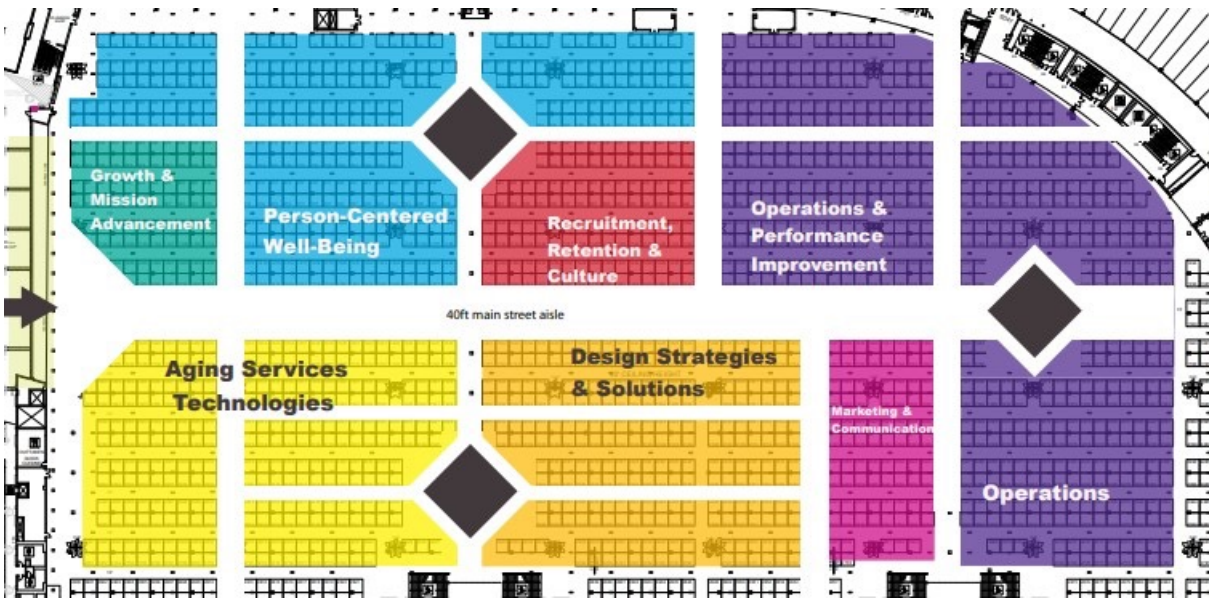 Growth &
Mission
Advancement
Person-Centered
Well-Being
Recruitment,
Retention &
Culture
Operations &
Performance
Improvement
40ft main street aisle
Aging Services
Technologies
Design Strategies
& Solutions
Marketing &
Communication
Operations